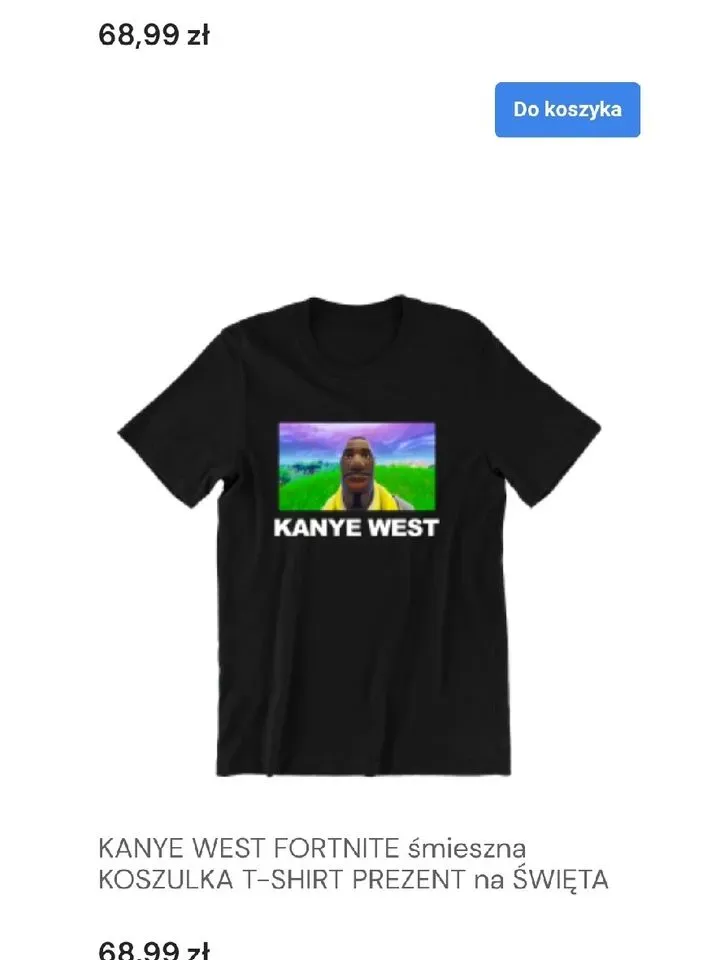 68,99 zł
Do koszyka
KANYE WEST
KANYE WEST FORTNITE śmieszna
KOSZULKA T-SHIRT PREZENT na ŚWIĘTA
68,99 zł